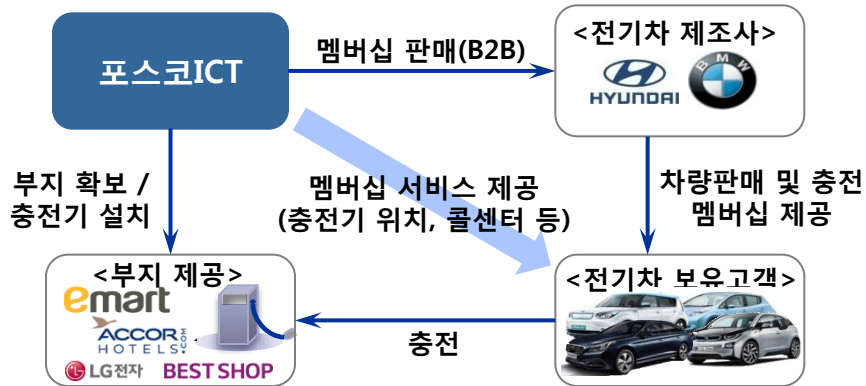 포스코ICT
멤버십 판매(B2B)
<전기차 제조사>
HYUNDAI
BMW
부지 확보 /
충전기 설치
멤버십 서비스 제공
(충전기 위치, 콜센터 등)
차량판매 및 충전
멤버십 제공
<부지 제공>
emart
ACCOR
HOTELS.COM
LG전자 BEST SHOP
충전
<전기차 보유고객>